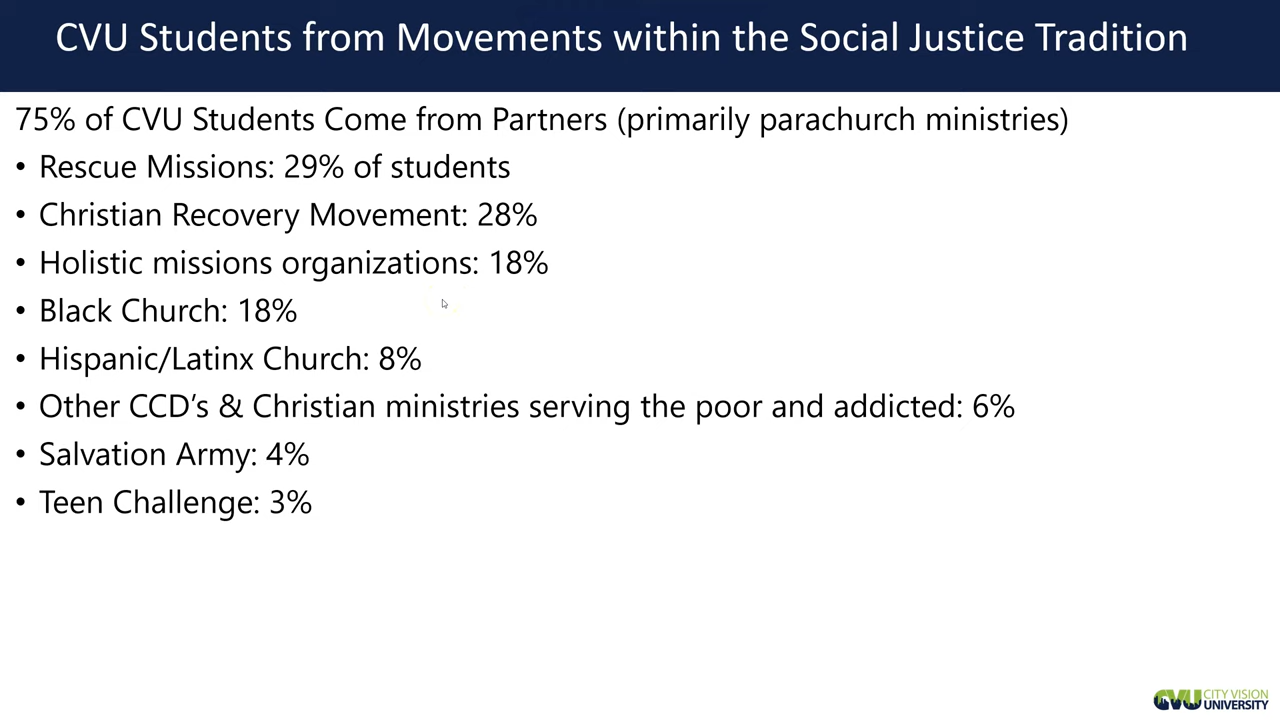 CVU Students from Movements within the Social Justice Tradition
75% of CVU Students Come from Partners (primarily parachurch ministries)
• Rescue Missions: 29% of students
• Christian Recovery Movement: 28%
• Holistic missions organizations: 18%
• Black Church: 18%
• Hispanic/Latinx Church: 8%
• Other CCD's & Christian ministries serving the poor and addicted: 6%
• Salvation Army: 4%
• Teen Challenge: 3%
CVU CITY VISION
UNIVERSITY